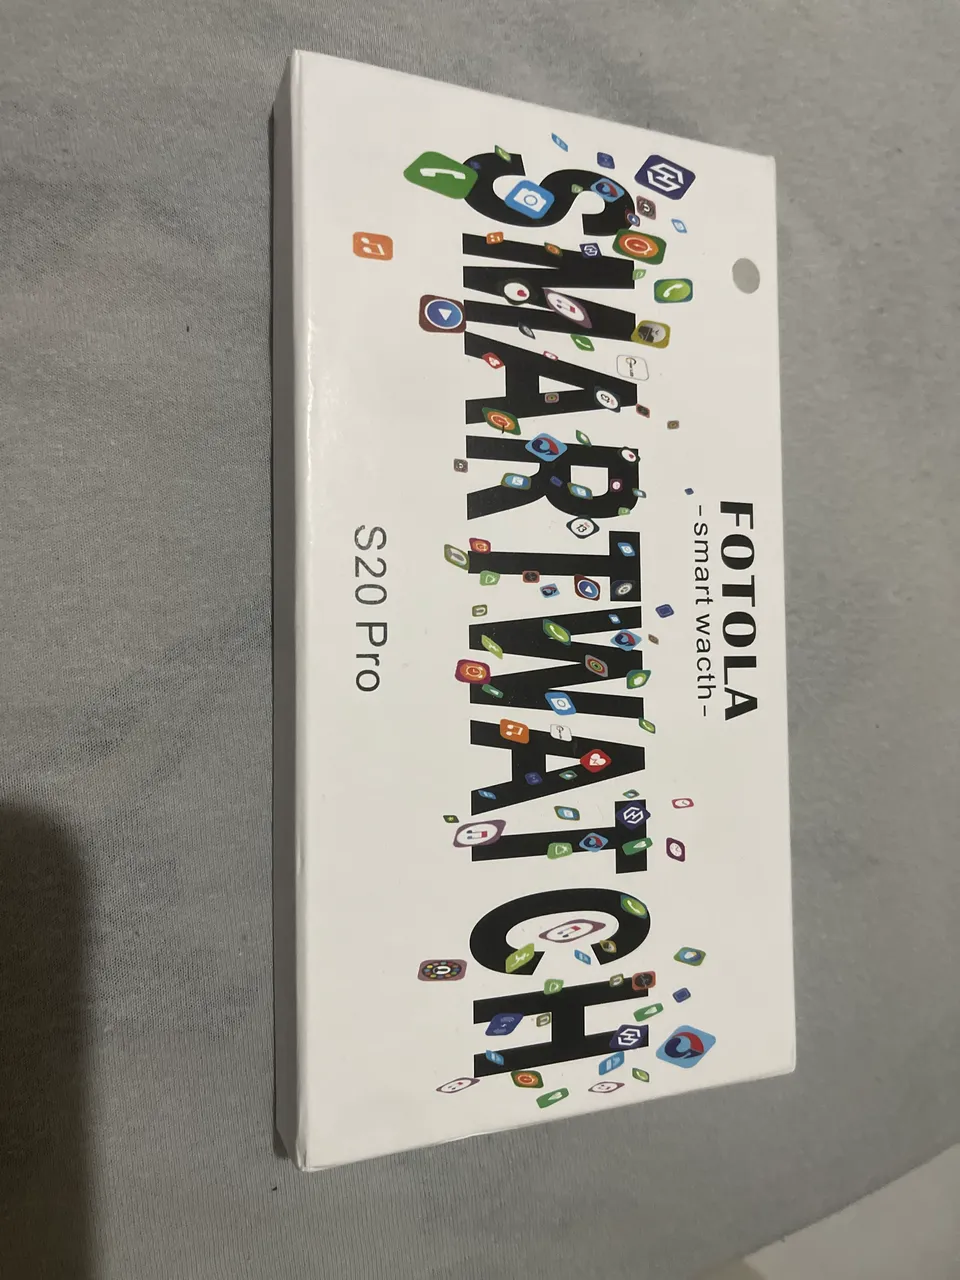 FOTOLA
-smart wacth-
SMARTWATCH
S20 Pro